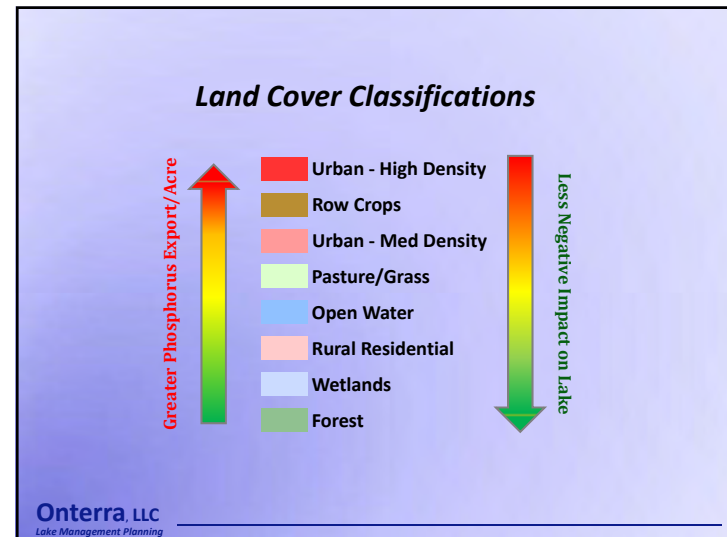 Land Cover Classifications
Greater Phosphorus Export/Acre
Urban - High Density
Row Crops
Urban - Med Density
Pasture/Grass
Open Water
Rural Residential
Wetlands
Forest
Less Negative Impact on Lake
Onterra, LLC
Lake Management Planning